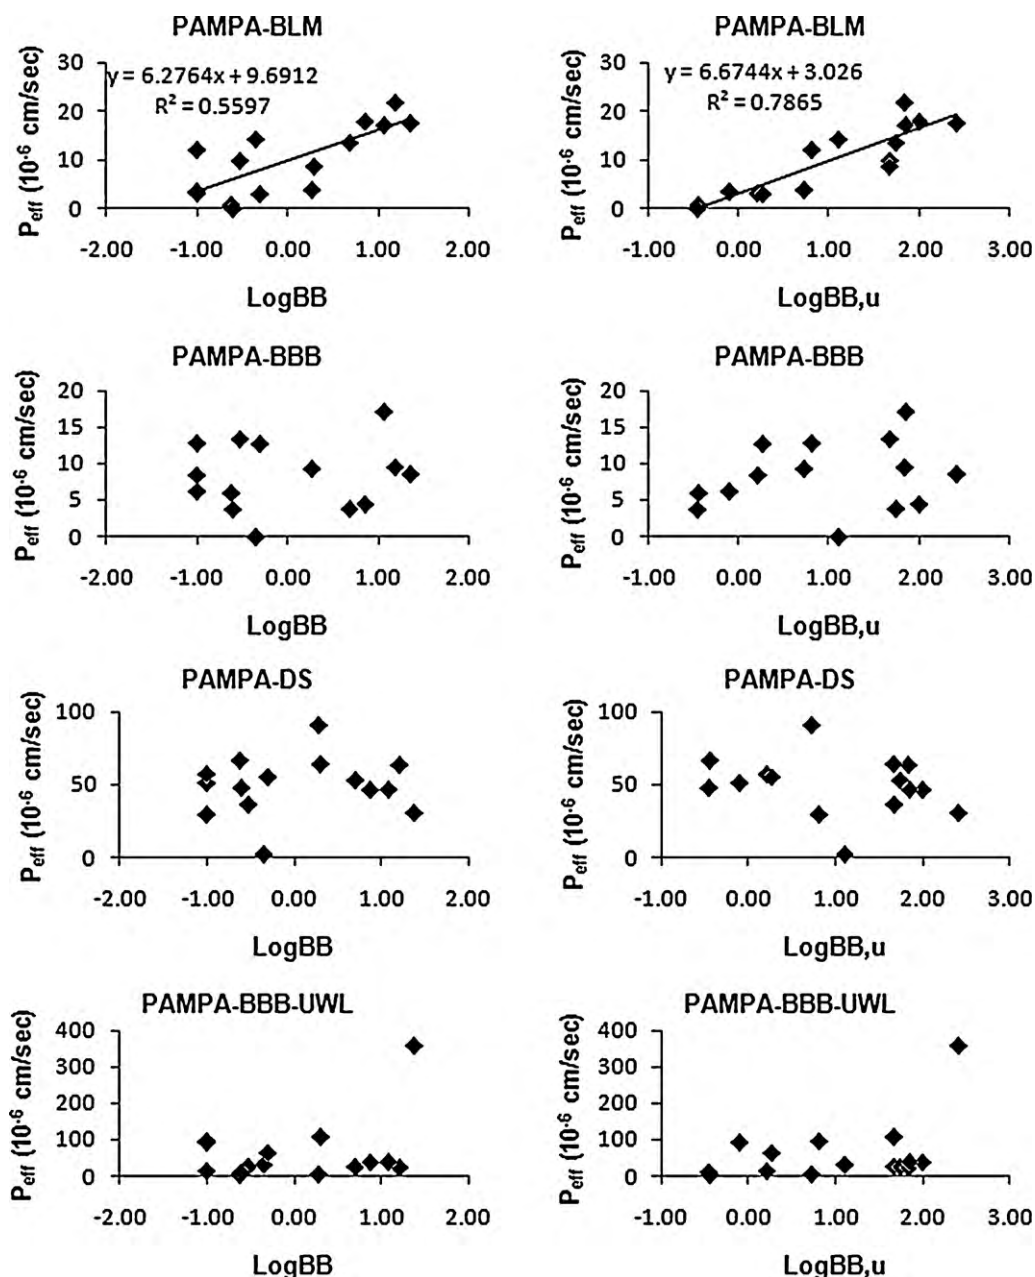 PAMPA-BLM
P_eff (10⁻⁶ cm/sec)
30
20
10
0
y = 6.2764x + 9.6912
R² = 0.5597
-2.00 -1.00 0.00 1.00 2.00
LogBB
PAMPA-BLM
P_eff (10⁻⁶ cm/sec)
30
20
10
0
y = 6.6744x + 3.026
R² = 0.7865
-1.00 0.00 1.00 2.00 3.00
LogBB,u
PAMPA-BBB
P_eff (10⁻⁶ cm/sec)
20
15
10
5
0
-2.00 -1.00 0.00 1.00 2.00
LogBB
PAMPA-BBB
P_eff (10⁻⁶ cm/sec)
20
15
10
5
0
-1.00 0.00 1.00 2.00 3.00
LogBB,u
PAMPA-DS
P_eff (10⁻⁶ cm/sec)
100
50
0
-2.00 -1.00 0.00 1.00 2.00
LogBB
PAMPA-DS
P_eff (10⁻⁶ cm/sec)
100
50
0
-1.00 0.00 1.00 2.00 3.00
LogBB,u
PAMPA-BBB-UWL
P_eff (10⁻⁶ cm/sec)
400
300
200
100
0
-2.00 -1.00 0.00 1.00 2.00
LogBB
PAMPA-BBB-UWL
P_eff (10⁻⁶ cm/sec)
400
300
200
100
0
-1.00 0.00 1.00 2.00 3.00
LogBB,u